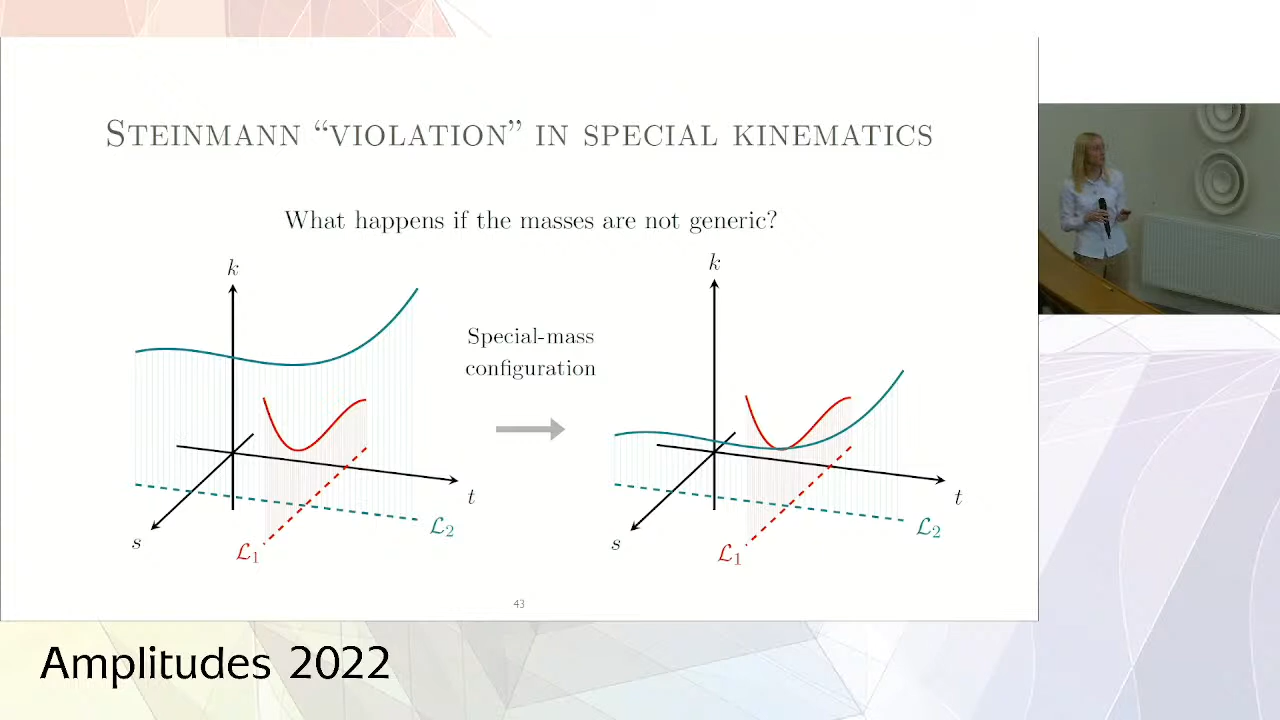 STEINMANN “VIOLATION” IN SPECIAL KINEMATICS
What happens if the masses are not generic?
k
k
Special-mass
configuration
t
t
s
s
ℒ₂
ℒ₂
ℒ₁
ℒ₁
43
Amplitudes 2022